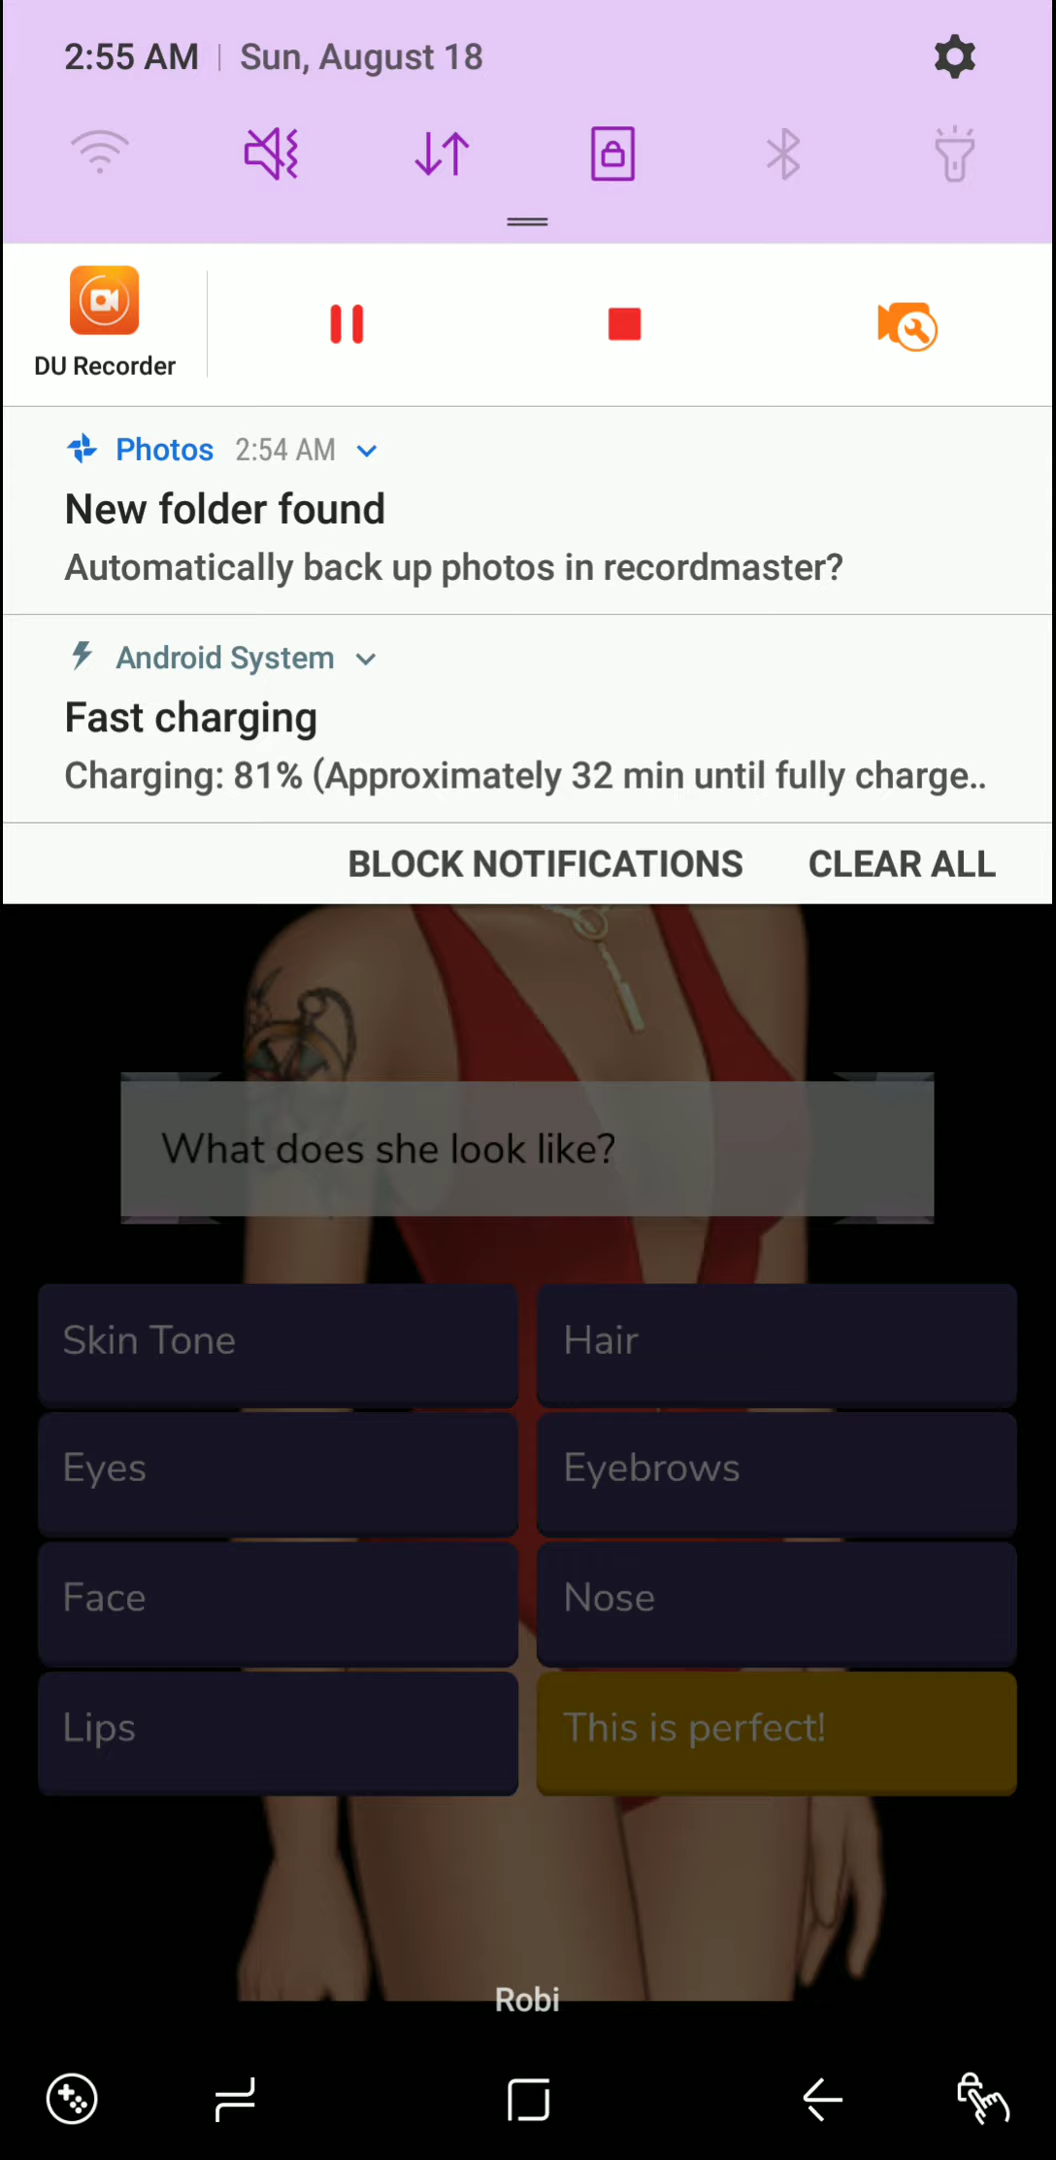 2:55 AM | Sun, August 18
DU Recorder
Photos 2:54 AM
New folder found
Automatically back up photos in recordmaster?
Android System
Fast charging
Charging: 81% (Approximately 32 min until fully charge..
BLOCK NOTIFICATIONS CLEAR ALL
What does she look like?
Skin Tone Hair
Eyes Eyebrows
Face Nose
Lips This is perfect!
Robi